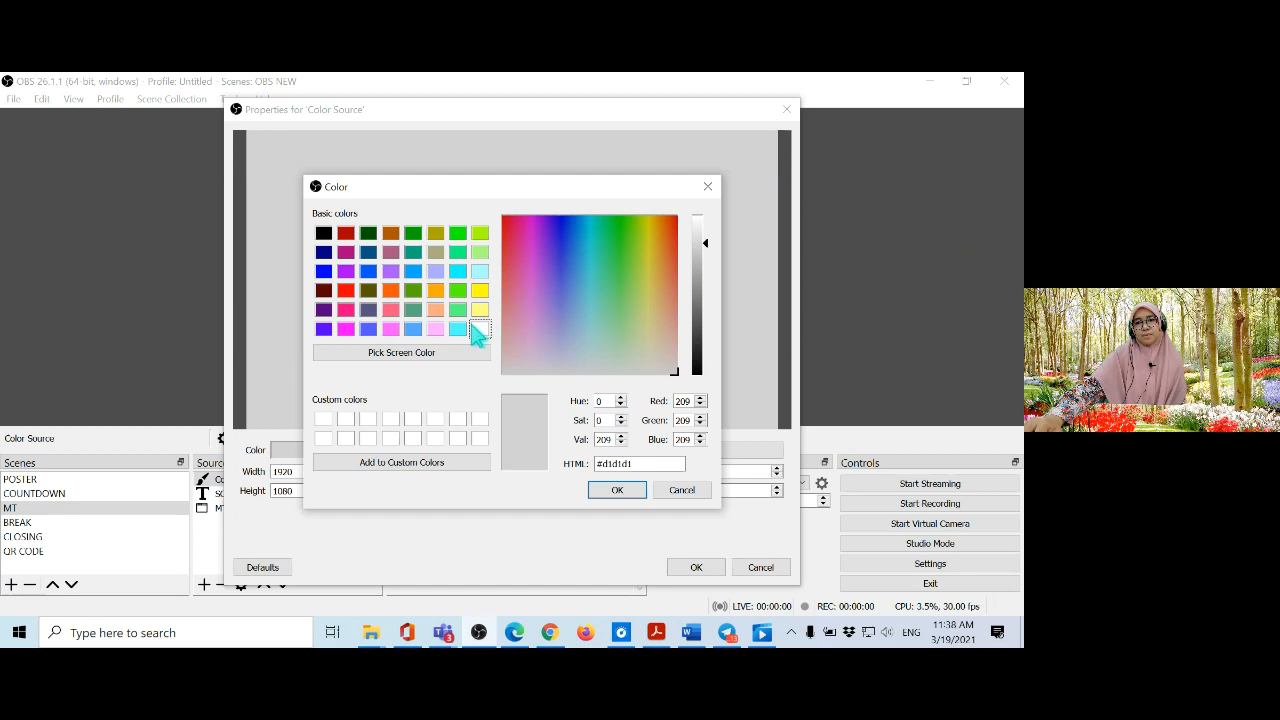 OBS 26.1.1 (64-bit, windows) - Profile: Untitled - Scenes: OBS NEW
File Edit View Profile Scene Collection
Properties for 'Color Source'
Color
Basic colors
Pick Screen Color
Custom colors
Add to Custom Colors
Hue: 0 Red: 209
Sat: 0 Green: 209
Val: 209 Blue: 209
HTML: #d1d1d1
OK Cancel
Color Source
Color
Width 1920
Height 1080
Defaults OK Cancel
Scenes
POSTER
COUNTDOWN
MT
BREAK
CLOSING
QR CODE
Controls
Start Streaming
Start Recording
Start Virtual Camera
Studio Mode
Settings
Exit
LIVE: 00:00:00 REC: 00:00:00 CPU: 3.5%, 30.00 fps
Type here to search
ENG
11:38 AM
3/19/2021